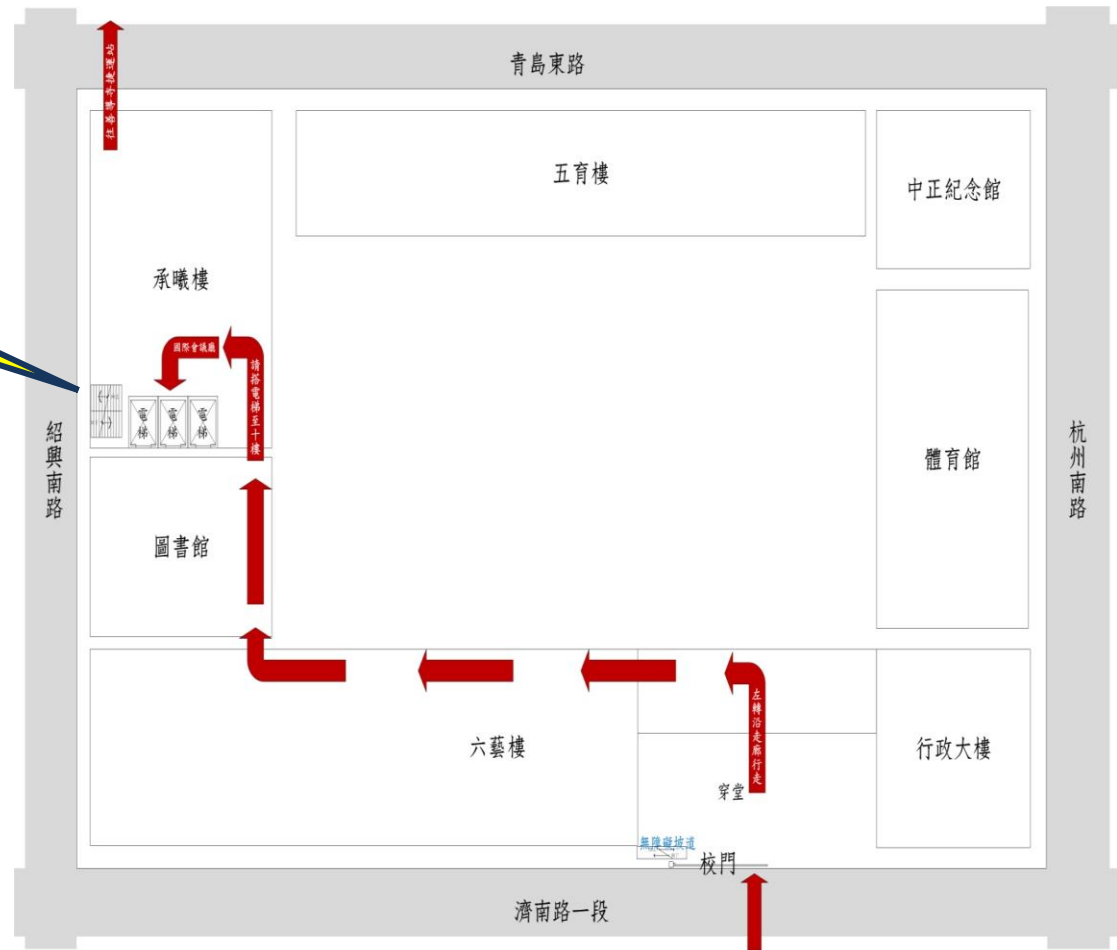 往善導寺捷運站
青島東路
五育樓
中正紀念館
承曦樓
國際會議廳
請搭電梯至十樓
電梯
電梯
電梯
紹興南路
杭州南路
體育館
圖書館
左轉沿走廊行走
六藝樓
行政大樓
穿堂
無障礙坡道
校門
濟南路一段